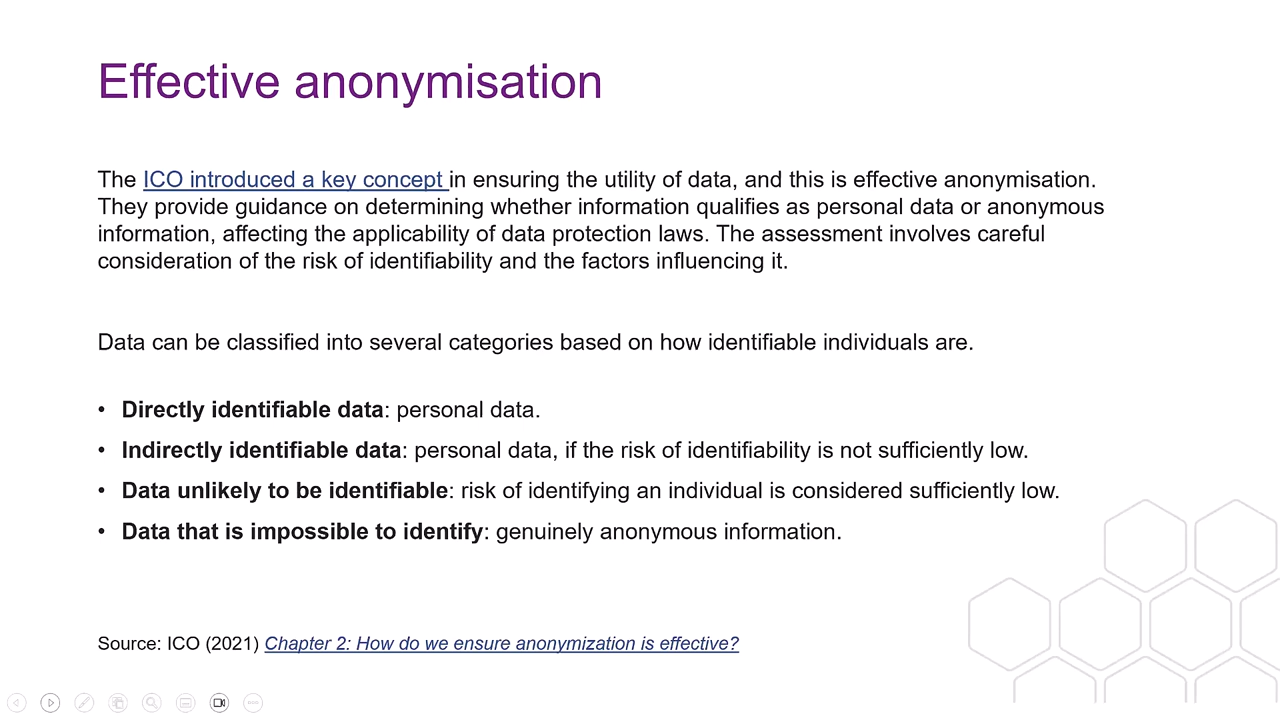 Effective anonymisation
The ICO introduced a key concept in ensuring the utility of data, and this is effective anonymisation.
They provide guidance on determining whether information qualifies as personal data or anonymous
information, affecting the applicability of data protection laws. The assessment involves careful
consideration of the risk of identifiability and the factors influencing it.
Data can be classified into several categories based on how identifiable individuals are.
• Directly identifiable data: personal data.
• Indirectly identifiable data: personal data, if the risk of identifiability is not sufficiently low.
• Data unlikely to be identifiable: risk of identifying an individual is considered sufficiently low.
• Data that is impossible to identify: genuinely anonymous information.
Source: ICO (2021) Chapter 2: How do we ensure anonymization is effective?